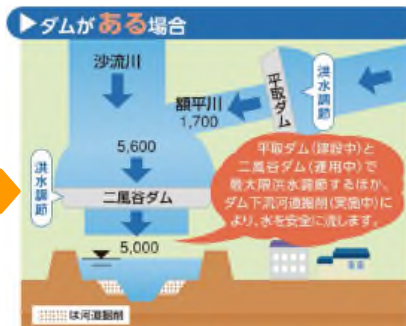 ▶ダムがある場合
沙流川
額平川
1,700
平取ダム
洪水調節
5,600
洪水調節
二風谷ダム
5,000
平取ダム(建設中)と
二風谷ダム(運用中)で
最大限洪水調節するほか、
ダム下流河道掘削(実施中)に
より、水を安全に流します。
は河道掘削